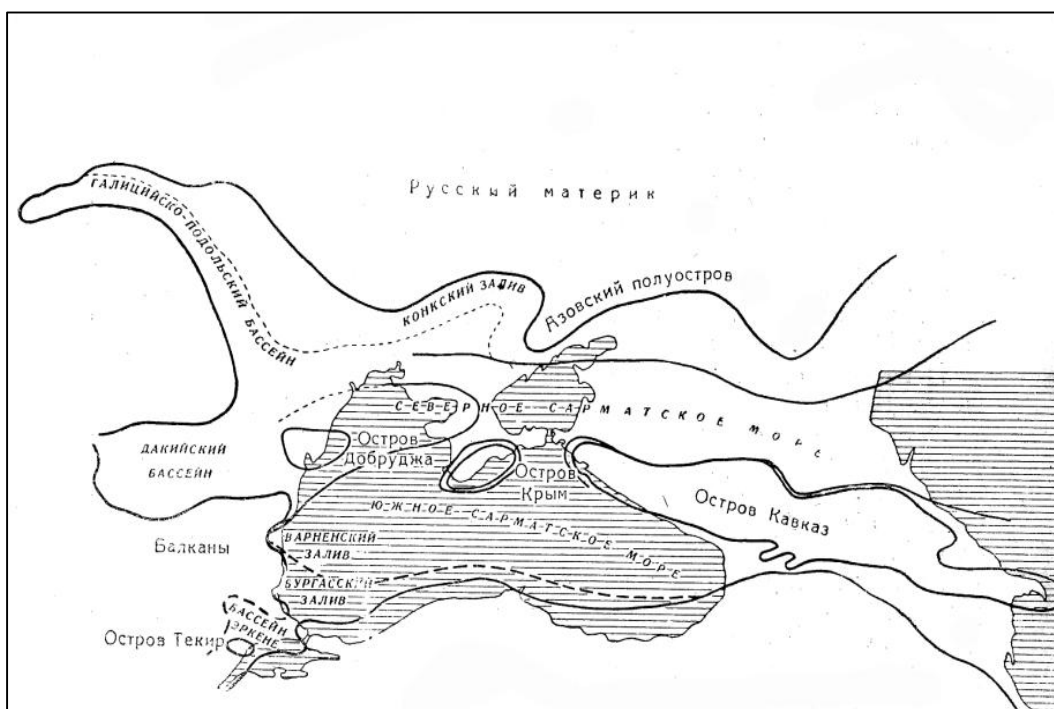 Русский материк
ГАЛИЦИЙСКО-ПОДОЛЬСКИЙ БАССЕЙН
КОНКСКИЙ ЗАЛИВ
Азовский полуостров
СЕВЕРНОЕ САРМАТСКОЕ МОРЕ
ДАКИЙСКИЙ
БАССЕЙН
Остров
Добруджа
Остров
Крым
Остров Кавказ
ЮЖНОЕ САРМАТСКОЕ МОРЕ
Балканы
ВАРНЕНСКИЙ
ЗАЛИВ
БУРГАССКИЙ
ЗАЛИВ
БАССЕЙН
ЭРКЕНЕ
Остров Текир